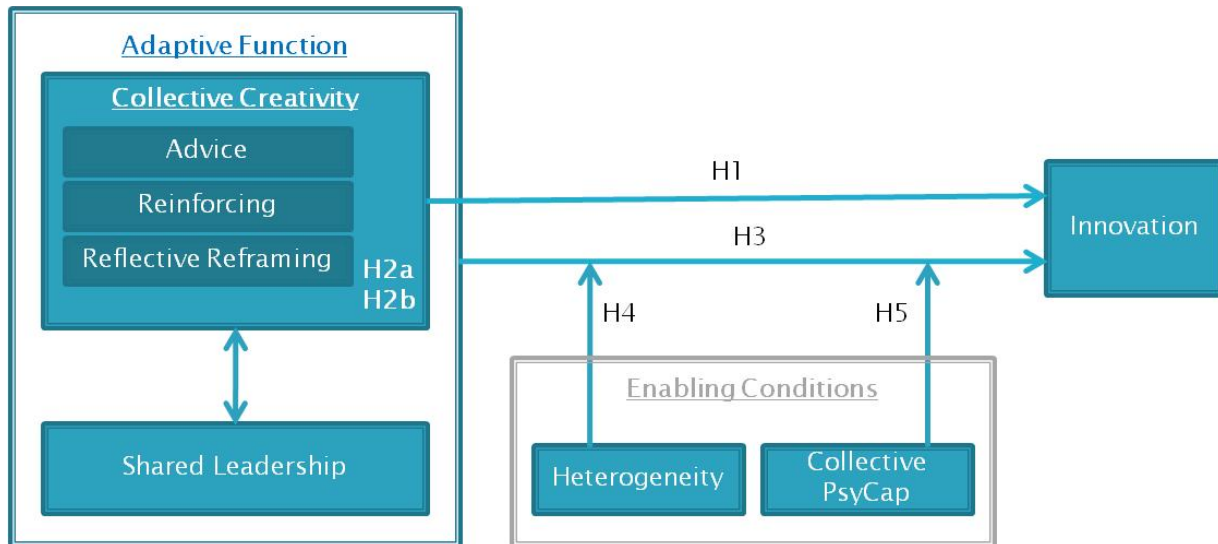 Adaptive Function
Collective Creativity
Advice
Reinforcing
Reflective Reframing
H2a
H2b
Shared Leadership
H1
H3
H4
H5
Enabling Conditions
Heterogeneity
Collective
PsyCap
Innovation